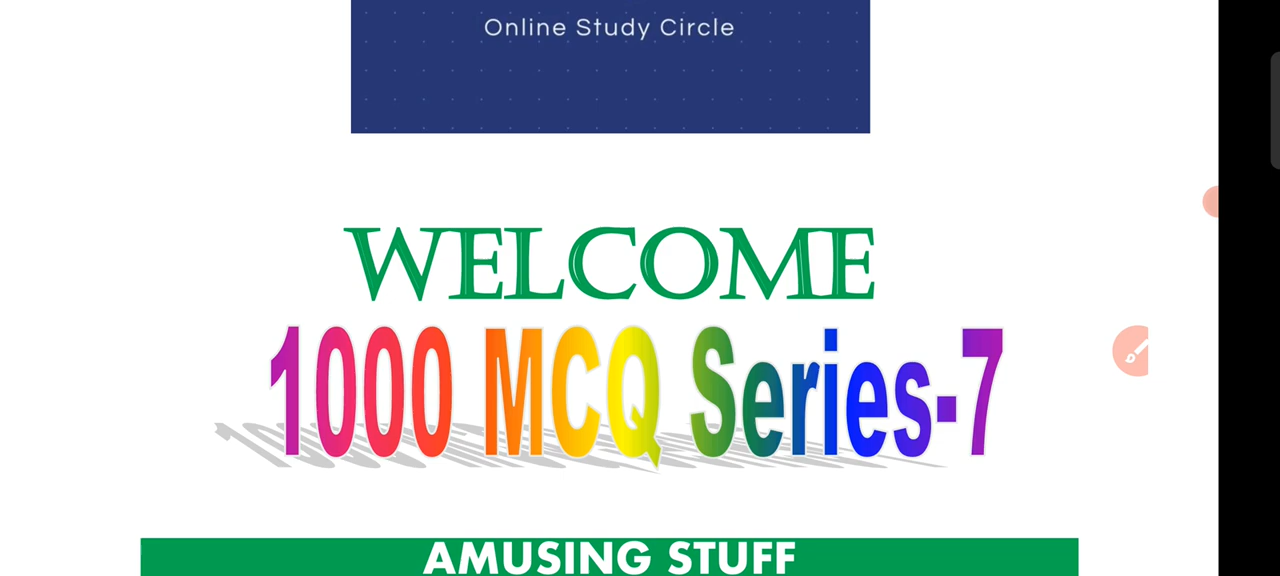 Online Study Circle
WELCOME
1000 MCQ Series-7
AMUSING STUFF